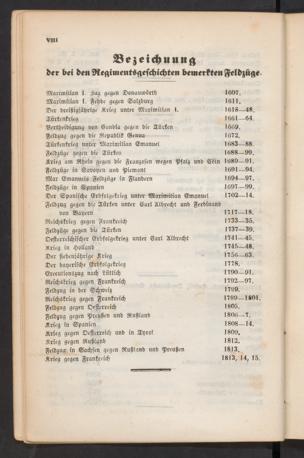 VIII
Bezeichnung
der bei den Regimentsgeschichten bemerkten Feldzüge.
Maximilian I. Zug gegen Donauwörth 1607.
Maximilian I. Fehde gegen Salzburg 1611.
Der dreißigjährige Krieg unter Maximilian I. 1618—48.
Türkenkrieg 1661—64.
Vertheidigung von Candia gegen die Türken 1669.
Feldzug gegen die Republik Genua 1672.
Türkenkrieg unter Maximilian Emanuel 1683—88.
Feldzüge gegen die Türken 1688—99.
Krieg am Rhein gegen die Franzosen wegen Pfalz und Cöln 1689—91.
Feldzüge in Savoyen und Piemont 1691—94.
Max Emanuels Feldzüge in Flandern 1694—97.
Feldzüge in Spanien 1697—99.
Der Spanische Erbfolgekrieg unter Maximilian Emanuel 1702—14.
Feldzug gegen die Türken unter Carl Albrecht und Ferdinand
von Bayern 1717—18.
Reichskrieg gegen Frankreich 1733—35.
Feldzüge gegen die Türken 1737—39.
Oesterreichischer Erbfolgekrieg unter Carl Albrecht 1741—45.
Krieg in Holland 1745—48.
Der siebenjährige Krieg 1756—63.
Der bayerische Erbfolgekrieg 1778.
Executionszug nach Lüttich 1790—91.
Reichskrieg gegen Frankreich 1792—97.
Feldzug in der Schweiz 1799.
Reichskrieg gegen Frankreich 1799—1801.
Feldzug gegen Oesterreich 1805.
Feldzug gegen Preußen und Rußland 1806—7.
Krieg in Spanien 1808—14.
Krieg gegen Oesterreich und in Tyrol 1809.
Krieg gegen Rußland 1812.
Feldzug in Sachsen gegen Rußland und Preußen 1813.
Krieg gegen Frankreich 1813, 14, 15.